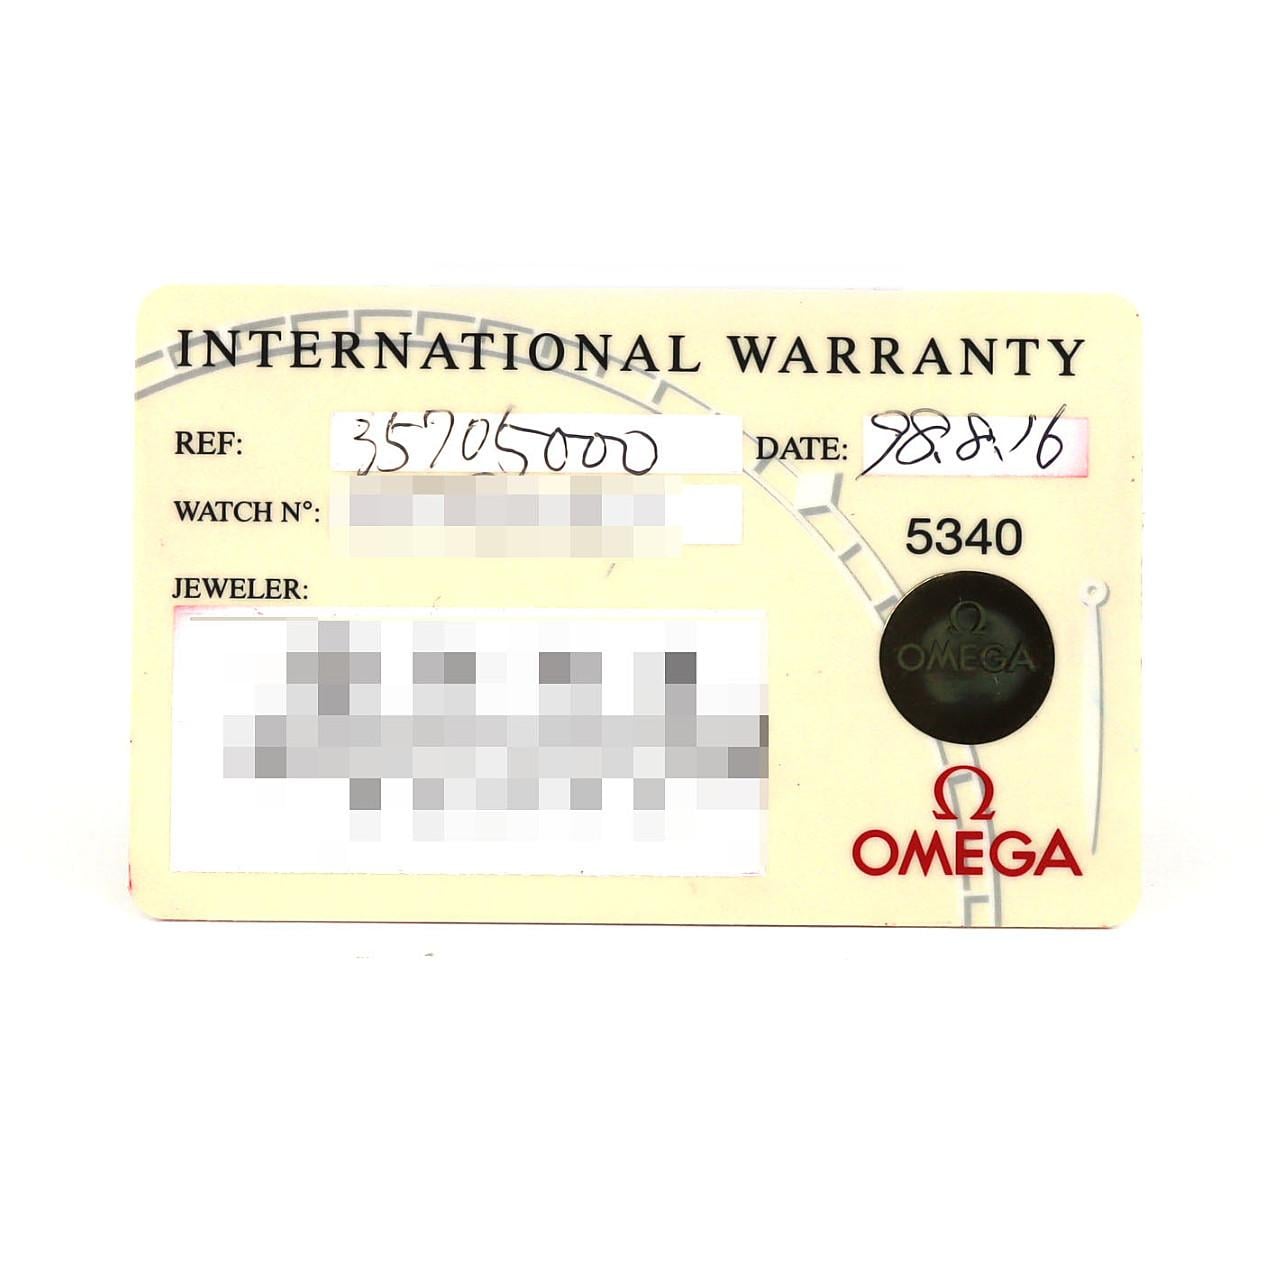 INTERNATIONAL WARRANTY
REF: 35705000 DATE: 98.8.16
WATCH N°:
5340
JEWELER:
Ω
OMEGA
Ω
OMEGA